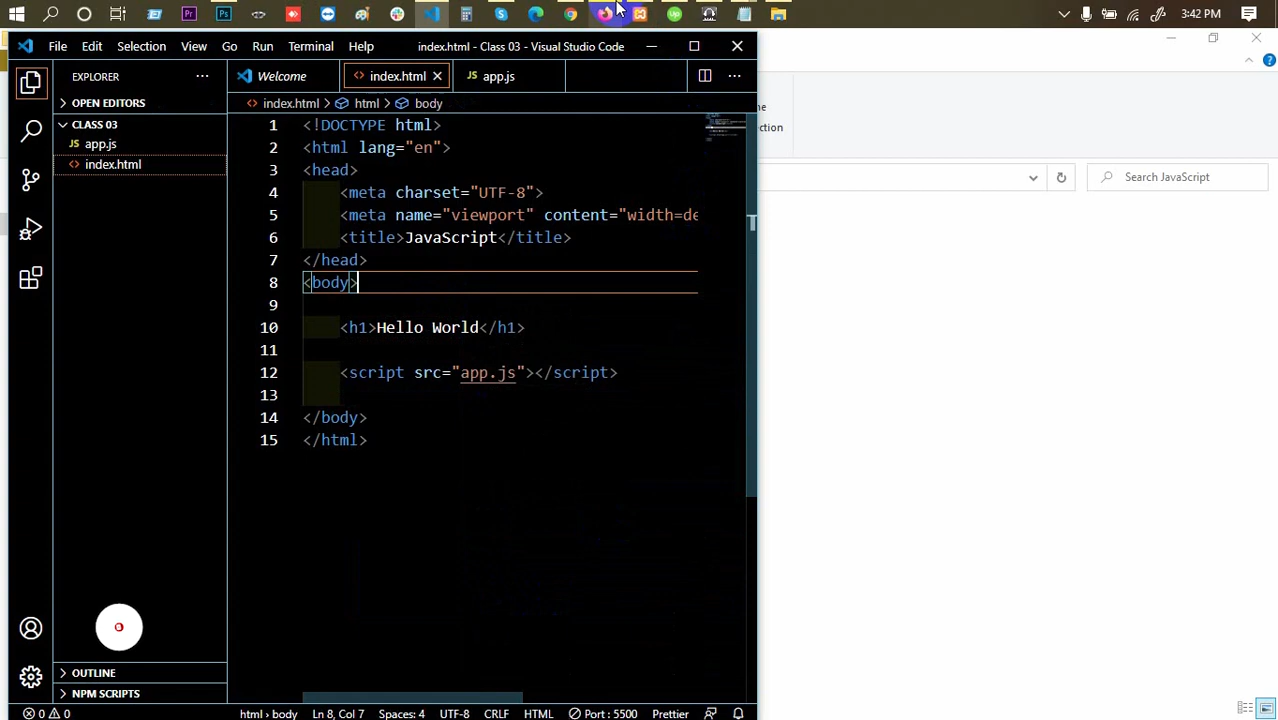 3:42 PM
File Edit Selection View Go Run Terminal Help index.html - Class 03 - Visual Studio Code
EXPLORER
Welcome index.html app.js
OPEN EDITORS
index.html > html > body
CLASS 03
app.js
index.html
1 <!DOCTYPE html>
2 <html lang="en">
3 <head>
4 <meta charset="UTF-8">
5 <meta name="viewport" content="width=de
6 <title>JavaScript</title>
7 </head>
8 <body>
9
10 <h1>Hello World</h1>
11
12 <script src="app.js"></script>
13
14 </body>
15 </html>
Search JavaScript
OUTLINE
NPM SCRIPTS
0 0 html > body Ln 8, Col 7 Spaces: 4 UTF-8 CRLF HTML Port : 5500 Prettier